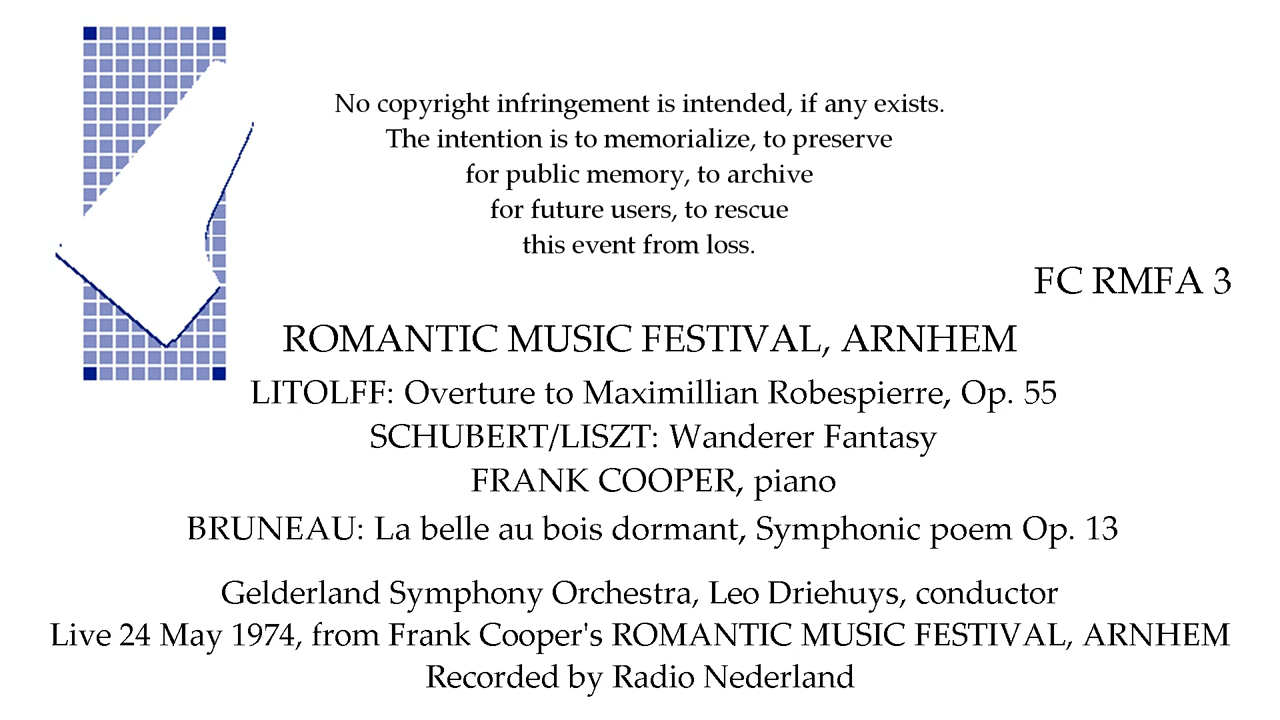 No copyright infringement is intended, if any exists.
The intention is to memorialize, to preserve
for public memory, to archive
for future users, to rescue
this event from loss.
FC RMFA 3
ROMANTIC MUSIC FESTIVAL, ARNHEM
LITOLFF: Overture to Maximillian Robespierre, Op. 55
SCHUBERT/LISZT: Wanderer Fantasy
FRANK COOPER, piano
BRUNEAU: La belle au bois dormant, Symphonic poem Op. 13
Gelderland Symphony Orchestra, Leo Driehuys, conductor
Live 24 May 1974, from Frank Cooper's ROMANTIC MUSIC FESTIVAL, ARNHEM
Recorded by Radio Nederland